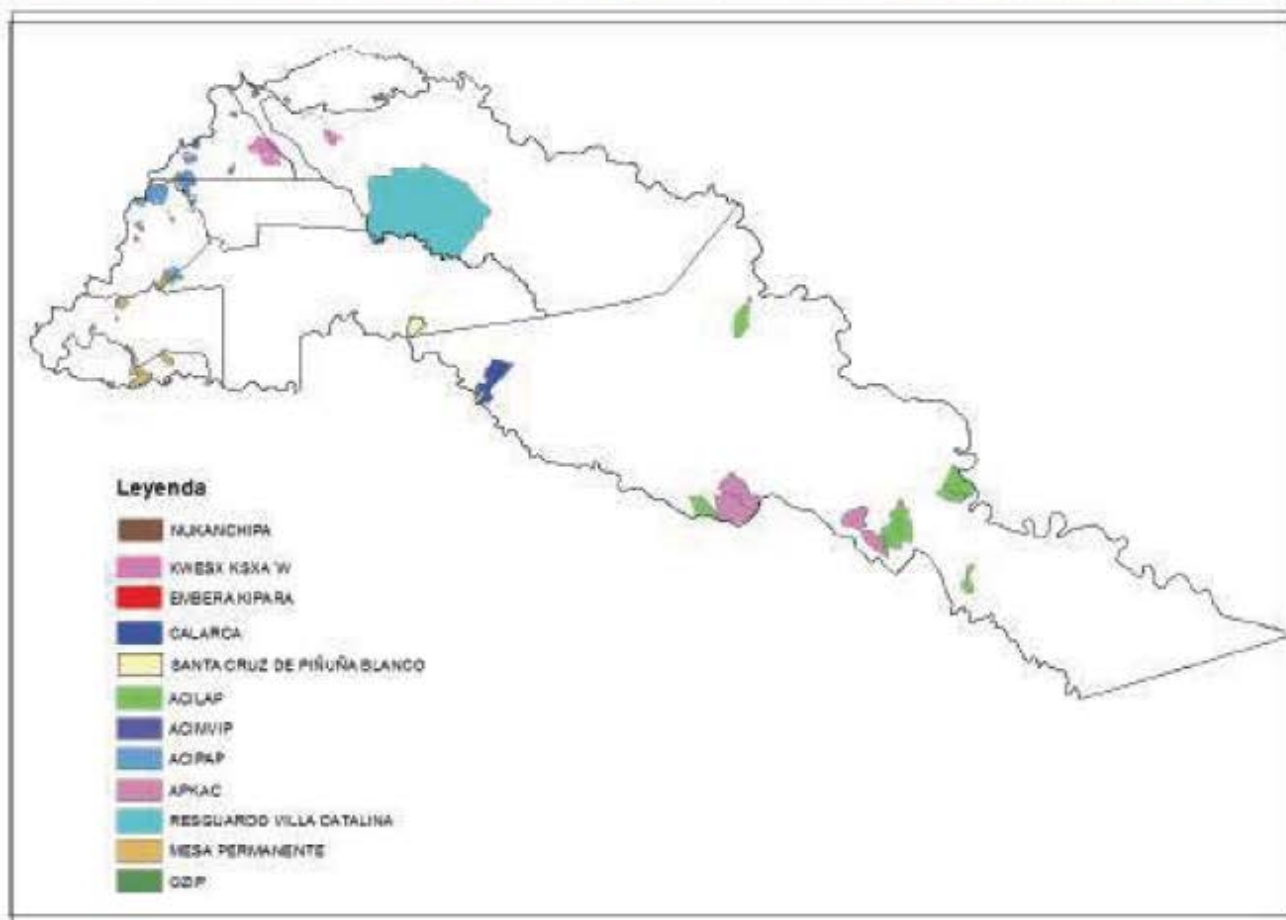 Leyenda
NUKANCHIPA
KWESX KSXA'W
EMBERA KIPARA
CALARCA
SANTA CRUZ DE PIÑUÑA BLANCO
ACILAP
ACIMVIP
ACIPAP
APKAC
RESGUARDO VILLA CATALINA
MESA PERMANENTE
OZIP